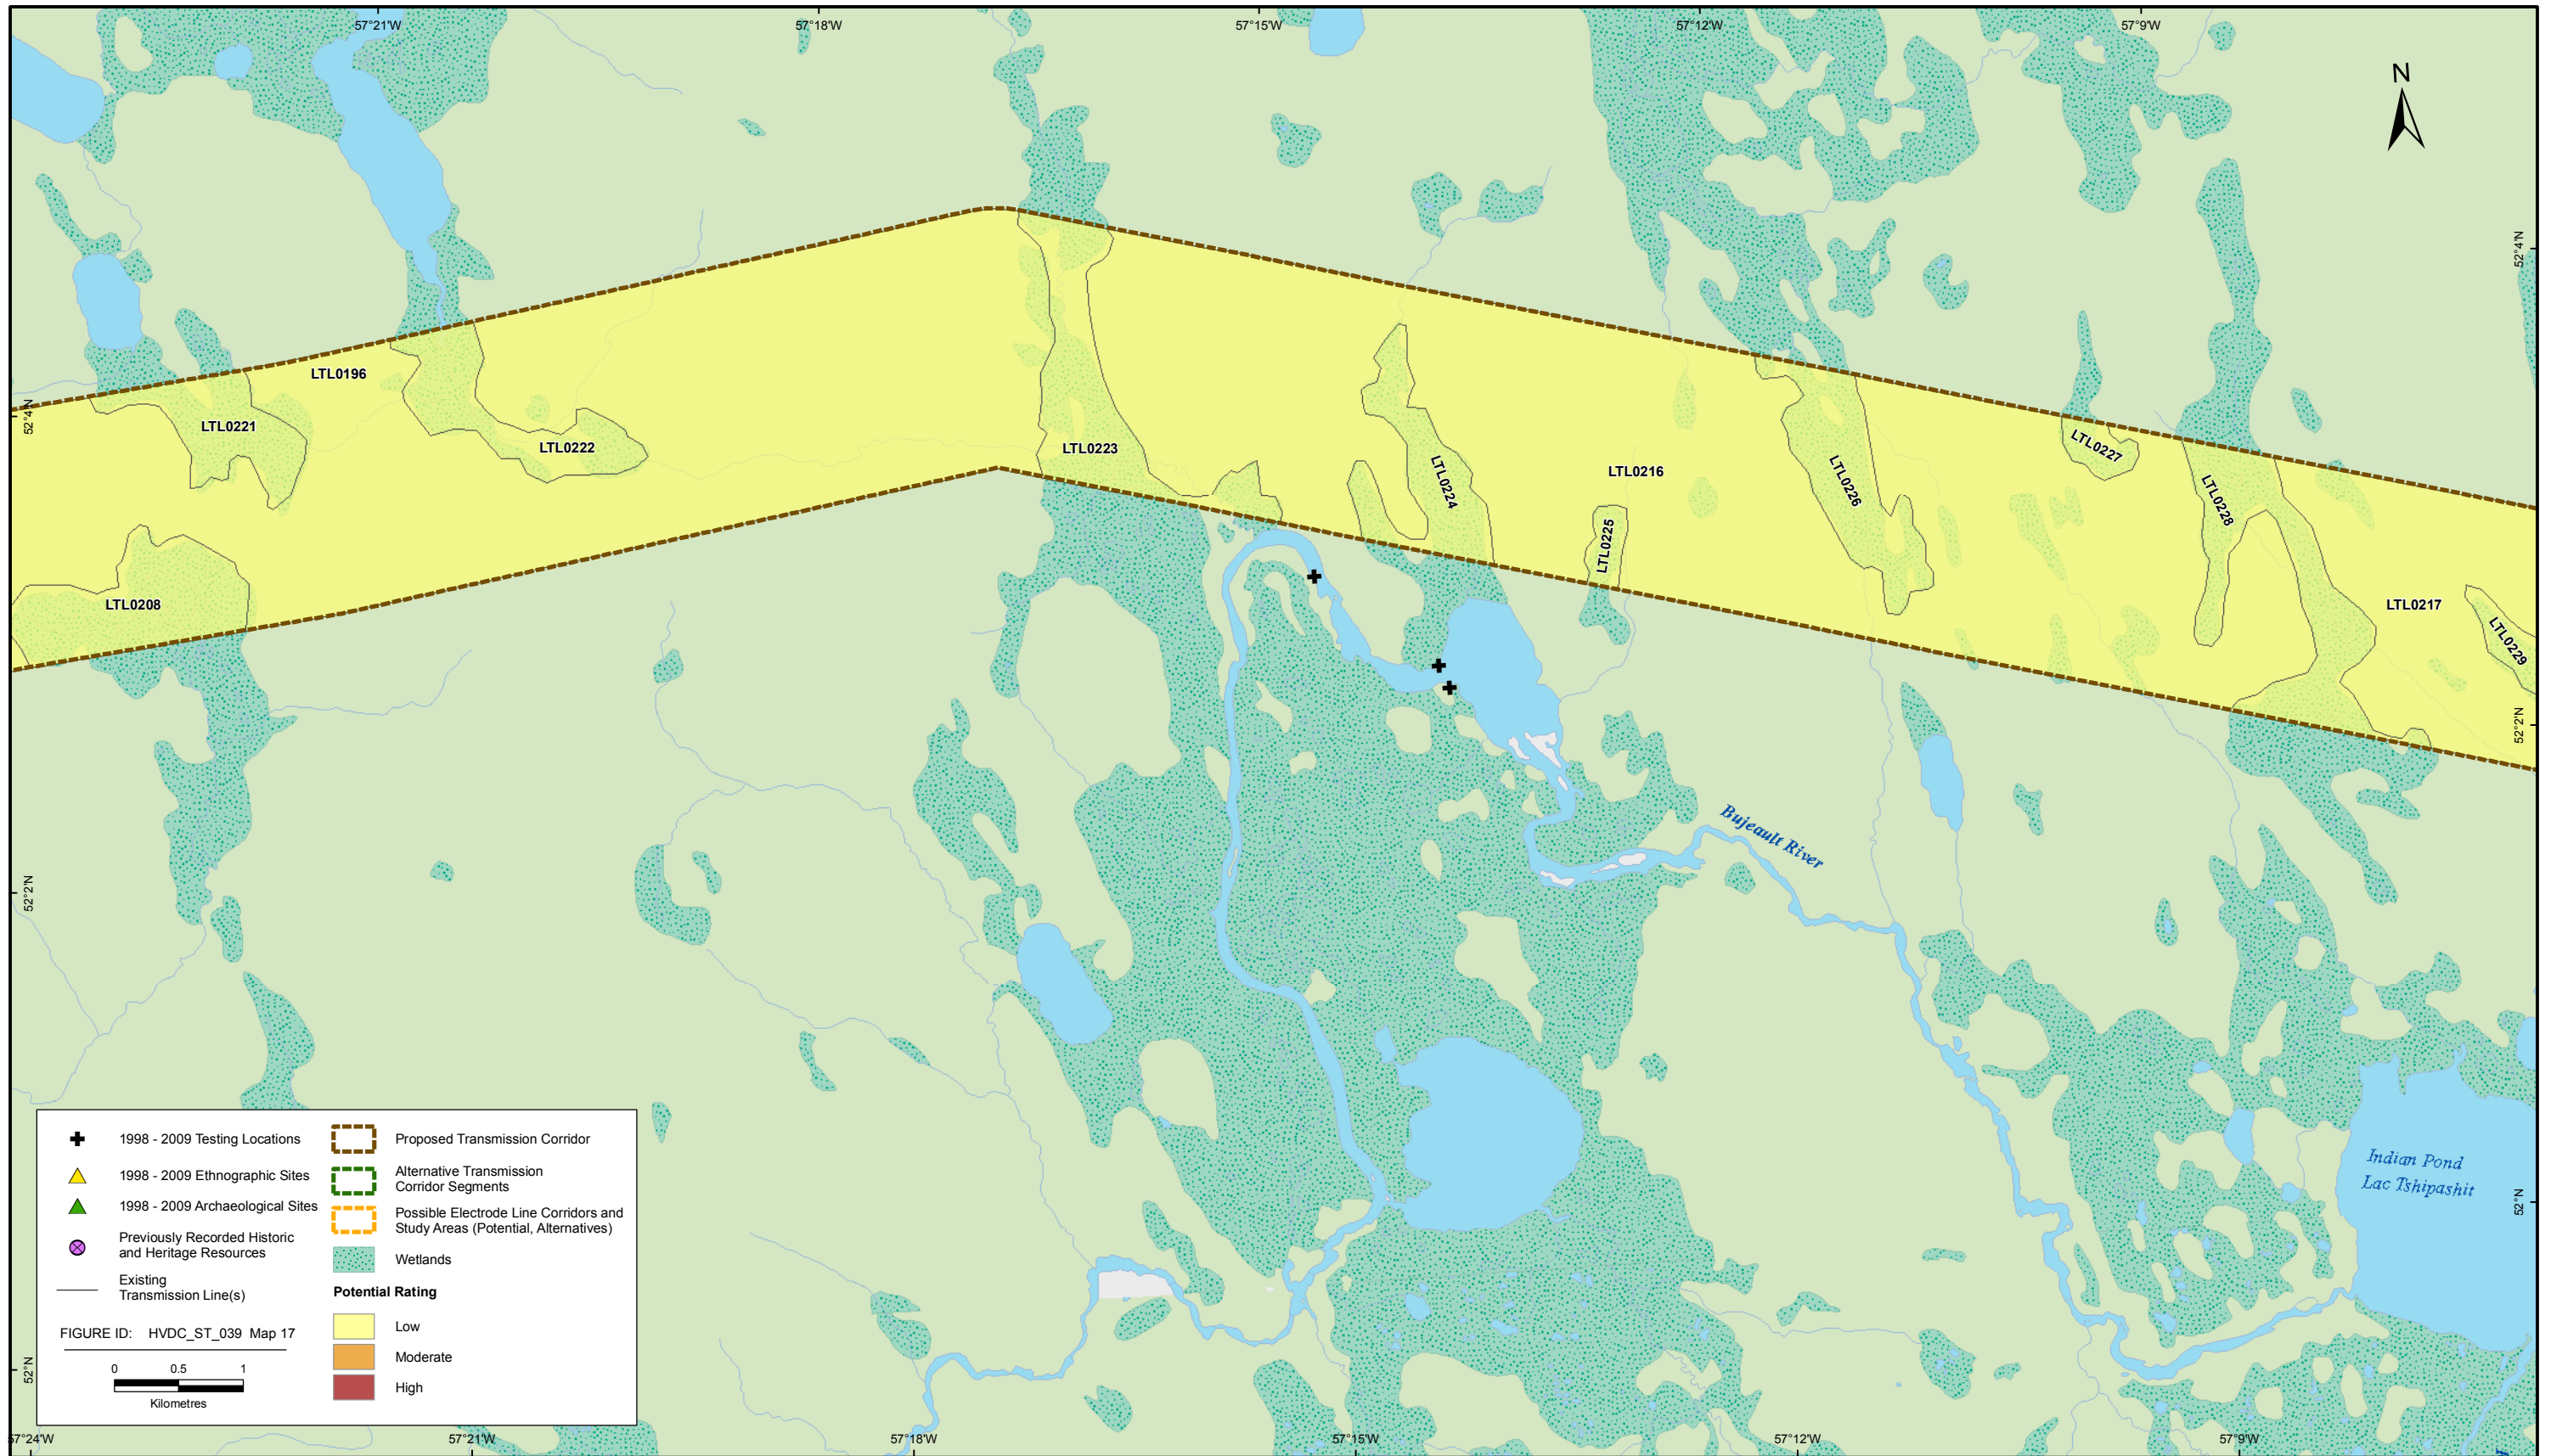 57°21'W
57°18'W
57°15'W
57°12'W
57°9'W
N
52°4'N
52°4'N
LTL0196
LTL0221
LTL0222
LTL0223
LTL0224
LTL0216
LTL0225
LTL0226
LTL0227
LTL0228
LTL0208
LTL0217
LTL0229
52°2'N
52°2'N
Bujeault River
Indian Pond
Lac Tshipashit
52°N
52°N
1998 - 2009 Testing Locations
1998 - 2009 Ethnographic Sites
1998 - 2009 Archaeological Sites
Previously Recorded Historic
and Heritage Resources
Existing
Transmission Line(s)
FIGURE ID: HVDC_ST_039 Map 17
0 0.5 1
Kilometres
Proposed Transmission Corridor
Alternative Transmission
Corridor Segments
Possible Electrode Line Corridors and
Study Areas (Potential, Alternatives)
Wetlands
Potential Rating
Low
Moderate
High
57°24'W
57°21'W
57°18'W
57°15'W
57°12'W
57°9'W